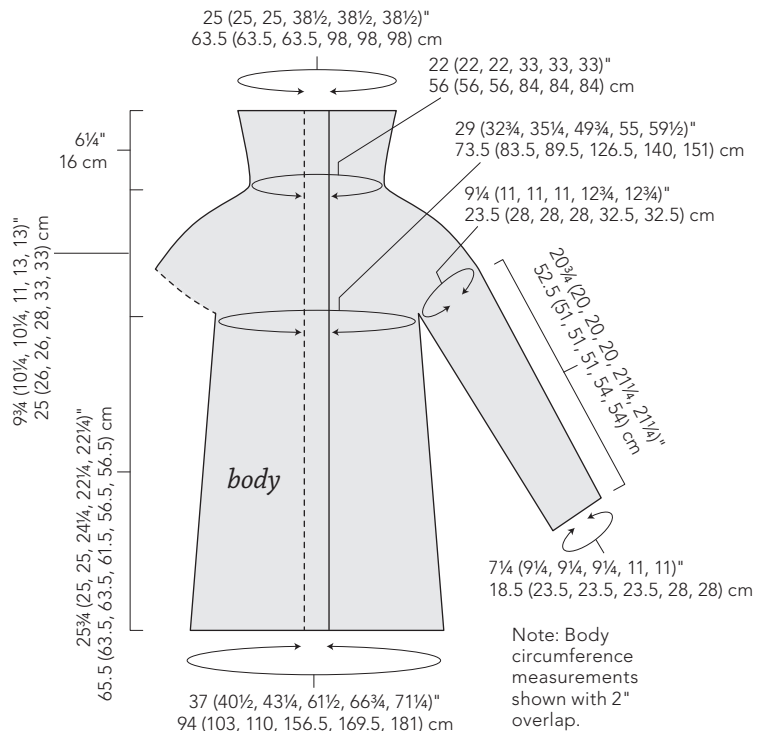 25 (25, 25, 38½, 38½, 38½)"
63.5 (63.5, 63.5, 98, 98, 98) cm
22 (22, 22, 33, 33, 33)"
56 (56, 56, 84, 84, 84) cm
29 (32¾, 35¼, 49¾, 55, 59½)"
73.5 (83.5, 89.5, 126.5, 140, 151) cm
6¼"
16 cm
9¼ (11, 11, 11, 12¾, 12¾)"
23.5 (28, 28, 28, 32.5, 32.5) cm
9¾ (10¼, 10¼, 11, 13, 13)"
25 (26, 26, 28, 33, 33) cm
20¾ (20, 20, 20, 21¼, 21¼)"
52.5 (51, 51, 51, 54, 54) cm
25¾ (25, 25, 24¼, 22¼, 22¼)"
65.5 (63.5, 63.5, 61.5, 56.5, 56.5) cm
body
7¼ (9¼, 9¼, 9¼, 11, 11)"
18.5 (23.5, 23.5, 23.5, 28, 28) cm
Note: Body
circumference
measurements
shown with 2"
overlap.
37 (40½, 43¼, 61½, 66¾, 71¼)"
94 (103, 110, 156.5, 169.5, 181) cm